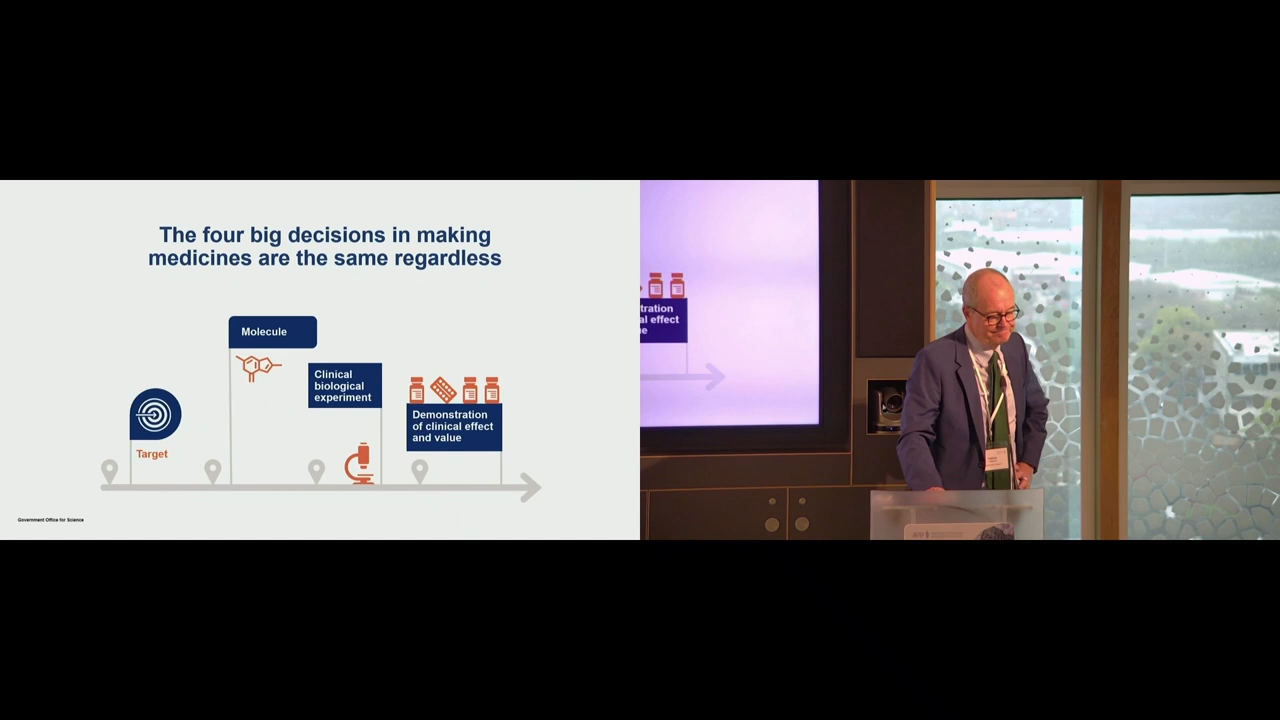 The four big decisions in making
medicines are the same regardless
Molecule
Clinical
biological
experiment
Demonstration
of clinical effect
and value
Target
Government Office for Science
tration
al effect
ue